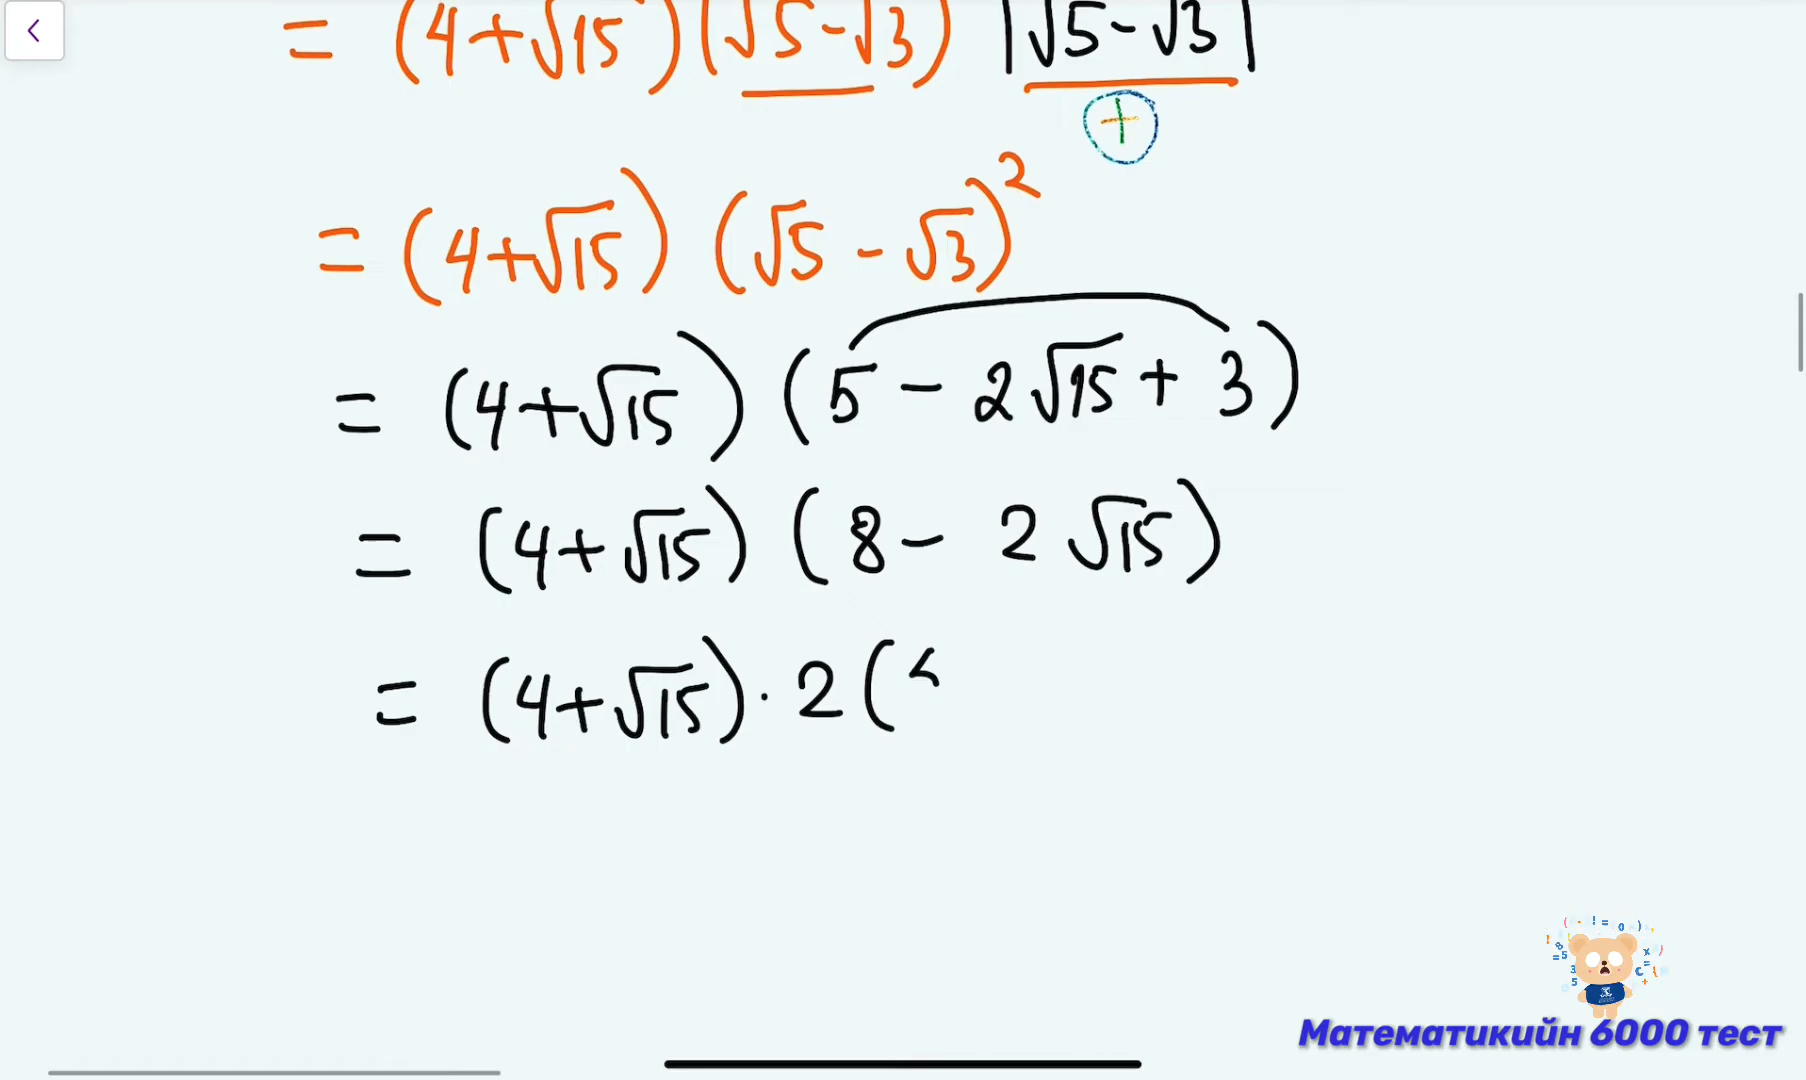 = (4+√15)(√5-√3) |√5-√3|
+
= (4+√15) (√5 - √3)²
= (4+√15) (5 - 2√15 + 3)
= (4+√15) (8 - 2√15)
= (4+√15) · 2 (
Математикийн 6000 тест